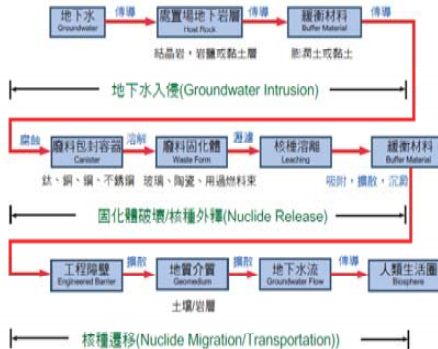 傳導 傳導 傳導
地下水 處置場地下岩層 緩衝材料
Groundwater Host Rock Buffer Material
結晶岩，岩鹽或黏土層 膨潤土或黏土
地下水入侵(Groundwater Intrusion)
腐蝕 溶解 瀝濾
廢料包封容器 廢料固化體 核種溶離 緩衝材料
Canister Waste Form Leaching Buffer Material
鈦、銅、鋼、不銹鋼 玻璃、陶瓷、用過燃料束 吸附，擴散，沉澱
固化體破壞/核種外釋(Nuclide Release)
擴散 擴散 傳導
工程障壁 地質介質 地下水流 人類生活圈
Engineered Barrier Geomedium Groundwater Flow Biosphere
土壤/岩層
核種遷移(Nuclide Migration/Transportation))